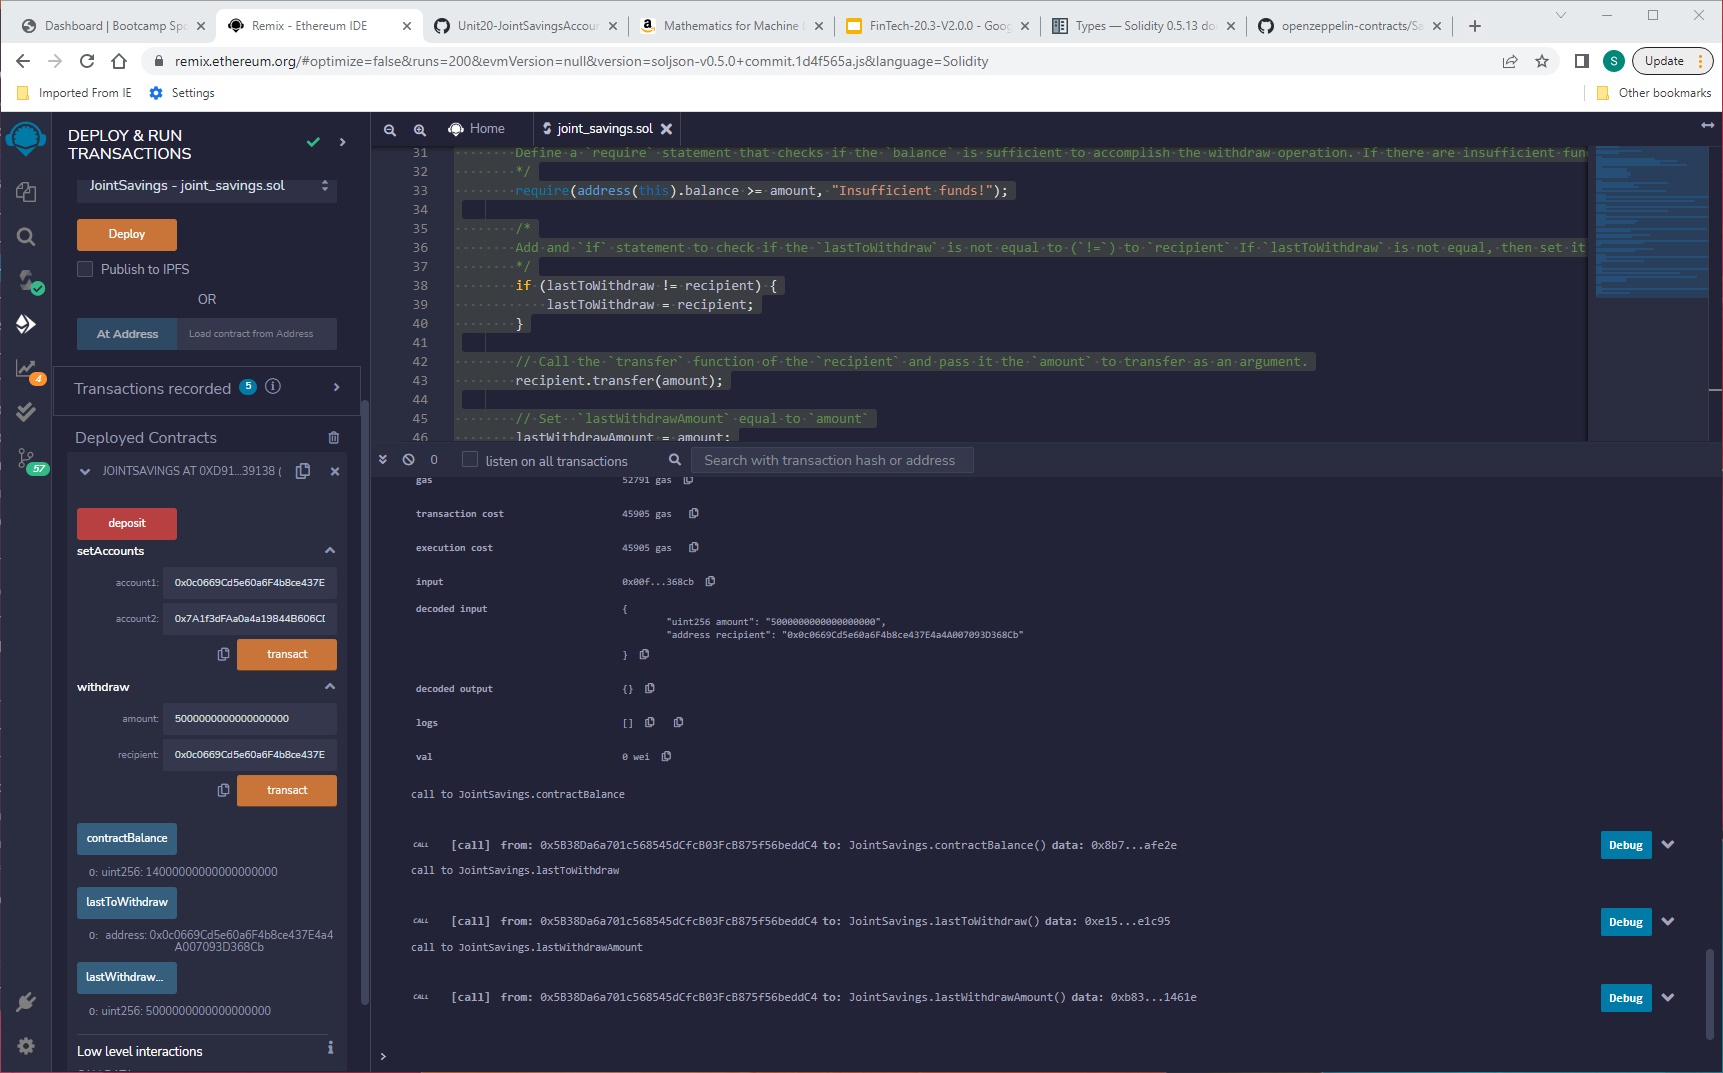 Dashboard | Bootcamp Spo
Remix - Ethereum IDE
Unit20-JointSavingsAccou
Mathematics for Machine
FinTech-20.3-V2.0.0 - Goog
Types — Solidity 0.5.13 do
openzeppelin-contracts/Sa
remix.ethereum.org/#optimize=false&runs=200&evmVersion=null&version=soljson-v0.5.0+commit.1d4f565a.js&language=Solidity
S
Update
Imported From IE
Settings
Other bookmarks
DEPLOY & RUN
TRANSACTIONS
JointSavings - joint_savings.sol
Deploy
Publish to IPFS
OR
At Address
Load contract from Address
Transactions recorded 5
Deployed Contracts
JOINTSAVINGS AT 0XD91...39138 (
deposit
setAccounts
account1: 0x0c0669Cd5e60a6F4b8ce437E
account2: 0x7A1f3dFAa0a4a19844B606CD
transact
withdraw
amount: 5000000000000000000
recipient: 0x0c0669Cd5e60a6F4b8ce437E
transact
contractBalance
0: uint256: 14000000000000000000
lastToWithdraw
0: address: 0x0c0669Cd5e60a6F4b8ce437E4a4
A007093D368Cb
lastWithdraw...
0: uint256: 5000000000000000000
Low level interactions
4
57
Home
joint_savings.sol
31 Define a `require` statement that checks if the `balance` is sufficient to accomplish the withdraw operation. If there are insufficient fun
32 */
33 require(address(this).balance >= amount, "Insufficient funds!");
34
35 /*
36 Add and `if` statement to check if the `lastToWithdraw` is not equal to (`!=`) to `recipient` If `lastToWithdraw` is not equal, then set it
37 */
38 if (lastToWithdraw != recipient) {
39 lastToWithdraw = recipient;
40 }
41
42 // Call the `transfer` function of the `recipient` and pass it the `amount` to transfer as an argument.
43 recipient.transfer(amount);
44
45 // Set  `lastWithdrawAmount` equal to `amount`
46 lastWithdrawAmount = amount;
0
listen on all transactions
Search with transaction hash or address
gas 52791 gas
transaction cost 45905 gas
execution cost 45905 gas
input 0x00f...368cb
decoded input {
"uint256 amount": "5000000000000000000",
"address recipient": "0x0c0669Cd5e60a6F4b8ce437E4a4A007093D368Cb"
}
decoded output {}
logs []
val 0 wei
call to JointSavings.contractBalance
CALL [call] from: 0x5B38Da6a701c568545dCfcB03FcB875f56beddC4 to: JointSavings.contractBalance() data: 0x8b7...afe2e
Debug
call to JointSavings.lastToWithdraw
CALL [call] from: 0x5B38Da6a701c568545dCfcB03FcB875f56beddC4 to: JointSavings.lastToWithdraw() data: 0xe15...e1c95
Debug
call to JointSavings.lastWithdrawAmount
CALL [call] from: 0x5B38Da6a701c568545dCfcB03FcB875f56beddC4 to: JointSavings.lastWithdrawAmount() data: 0xb83...1461e
Debug
>